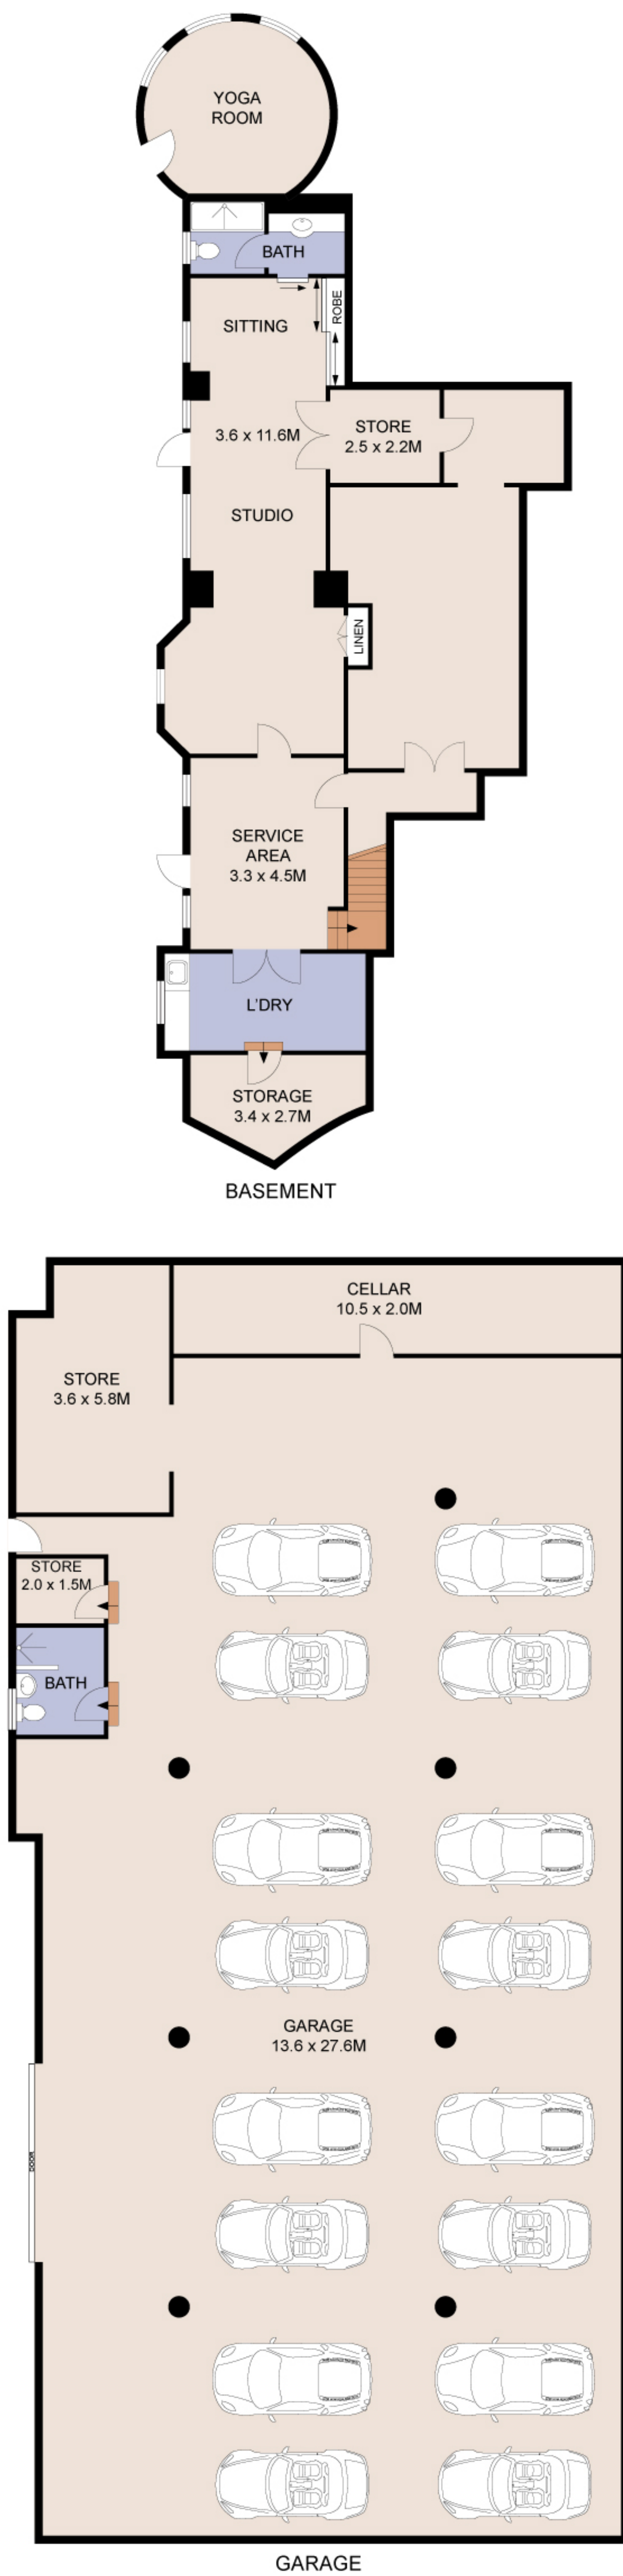 YOGA
ROOM
BATH
SITTING
ROBE
3.6 x 11.6M
STORE
2.5 x 2.2M
STUDIO
LINEN
SERVICE
AREA
3.3 x 4.5M
L'DRY
STORAGE
3.4 x 2.7M
BASEMENT
CELLAR
10.5 x 2.0M
STORE
3.6 x 5.8M
STORE
2.0 x 1.5M
BATH
GARAGE
13.6 x 27.6M
DOOR
GARAGE